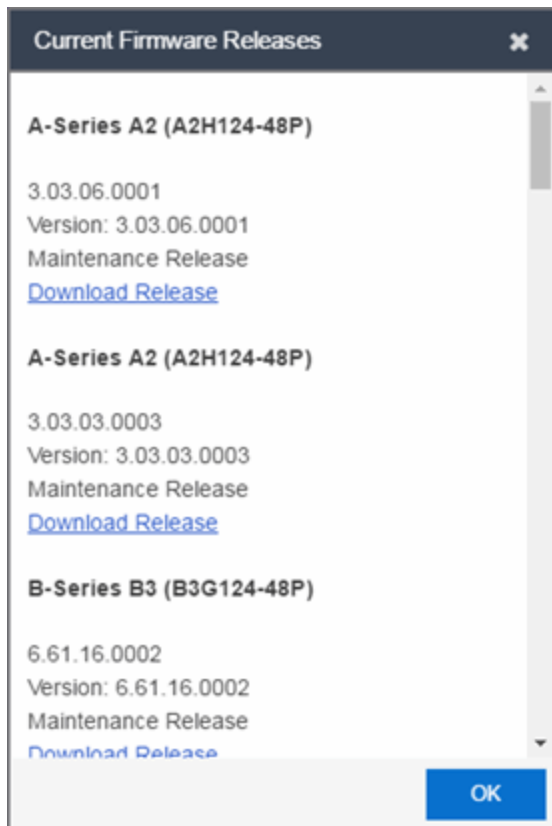 Current Firmware Releases
A-Series A2 (A2H124-48P)
3.03.06.0001
Version: 3.03.06.0001
Maintenance Release
Download Release
A-Series A2 (A2H124-48P)
3.03.03.0003
Version: 3.03.03.0003
Maintenance Release
Download Release
B-Series B3 (B3G124-48P)
6.61.16.0002
Version: 6.61.16.0002
Maintenance Release
Download Release
OK